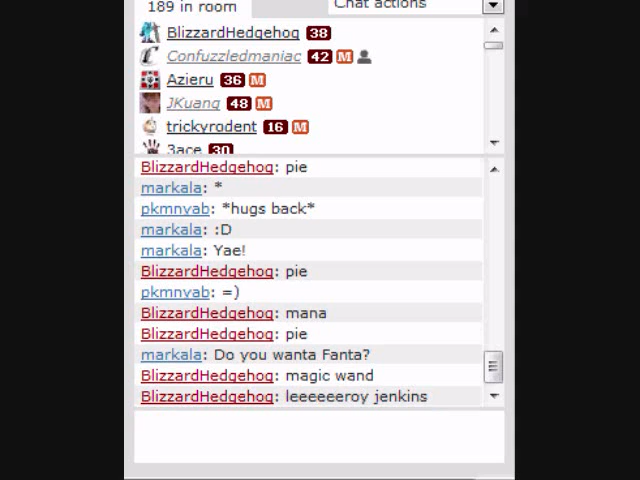 189 in room
Chat actions
BlizzardHedgehog 38
Confuzzledmaniac 42 M
Azieru 36 M
JKuang 48 M
trickyrodent 16 M
3ace 30
BlizzardHedgehog: pie
markala: *
pkmnvab: *hugs back*
markala: :D
markala: Yae!
BlizzardHedgehog: pie
pkmnvab: =)
BlizzardHedgehog: mana
BlizzardHedgehog: pie
markala: Do you wanta Fanta?
BlizzardHedgehog: magic wand
BlizzardHedgehog: leeeeeeroy jenkins